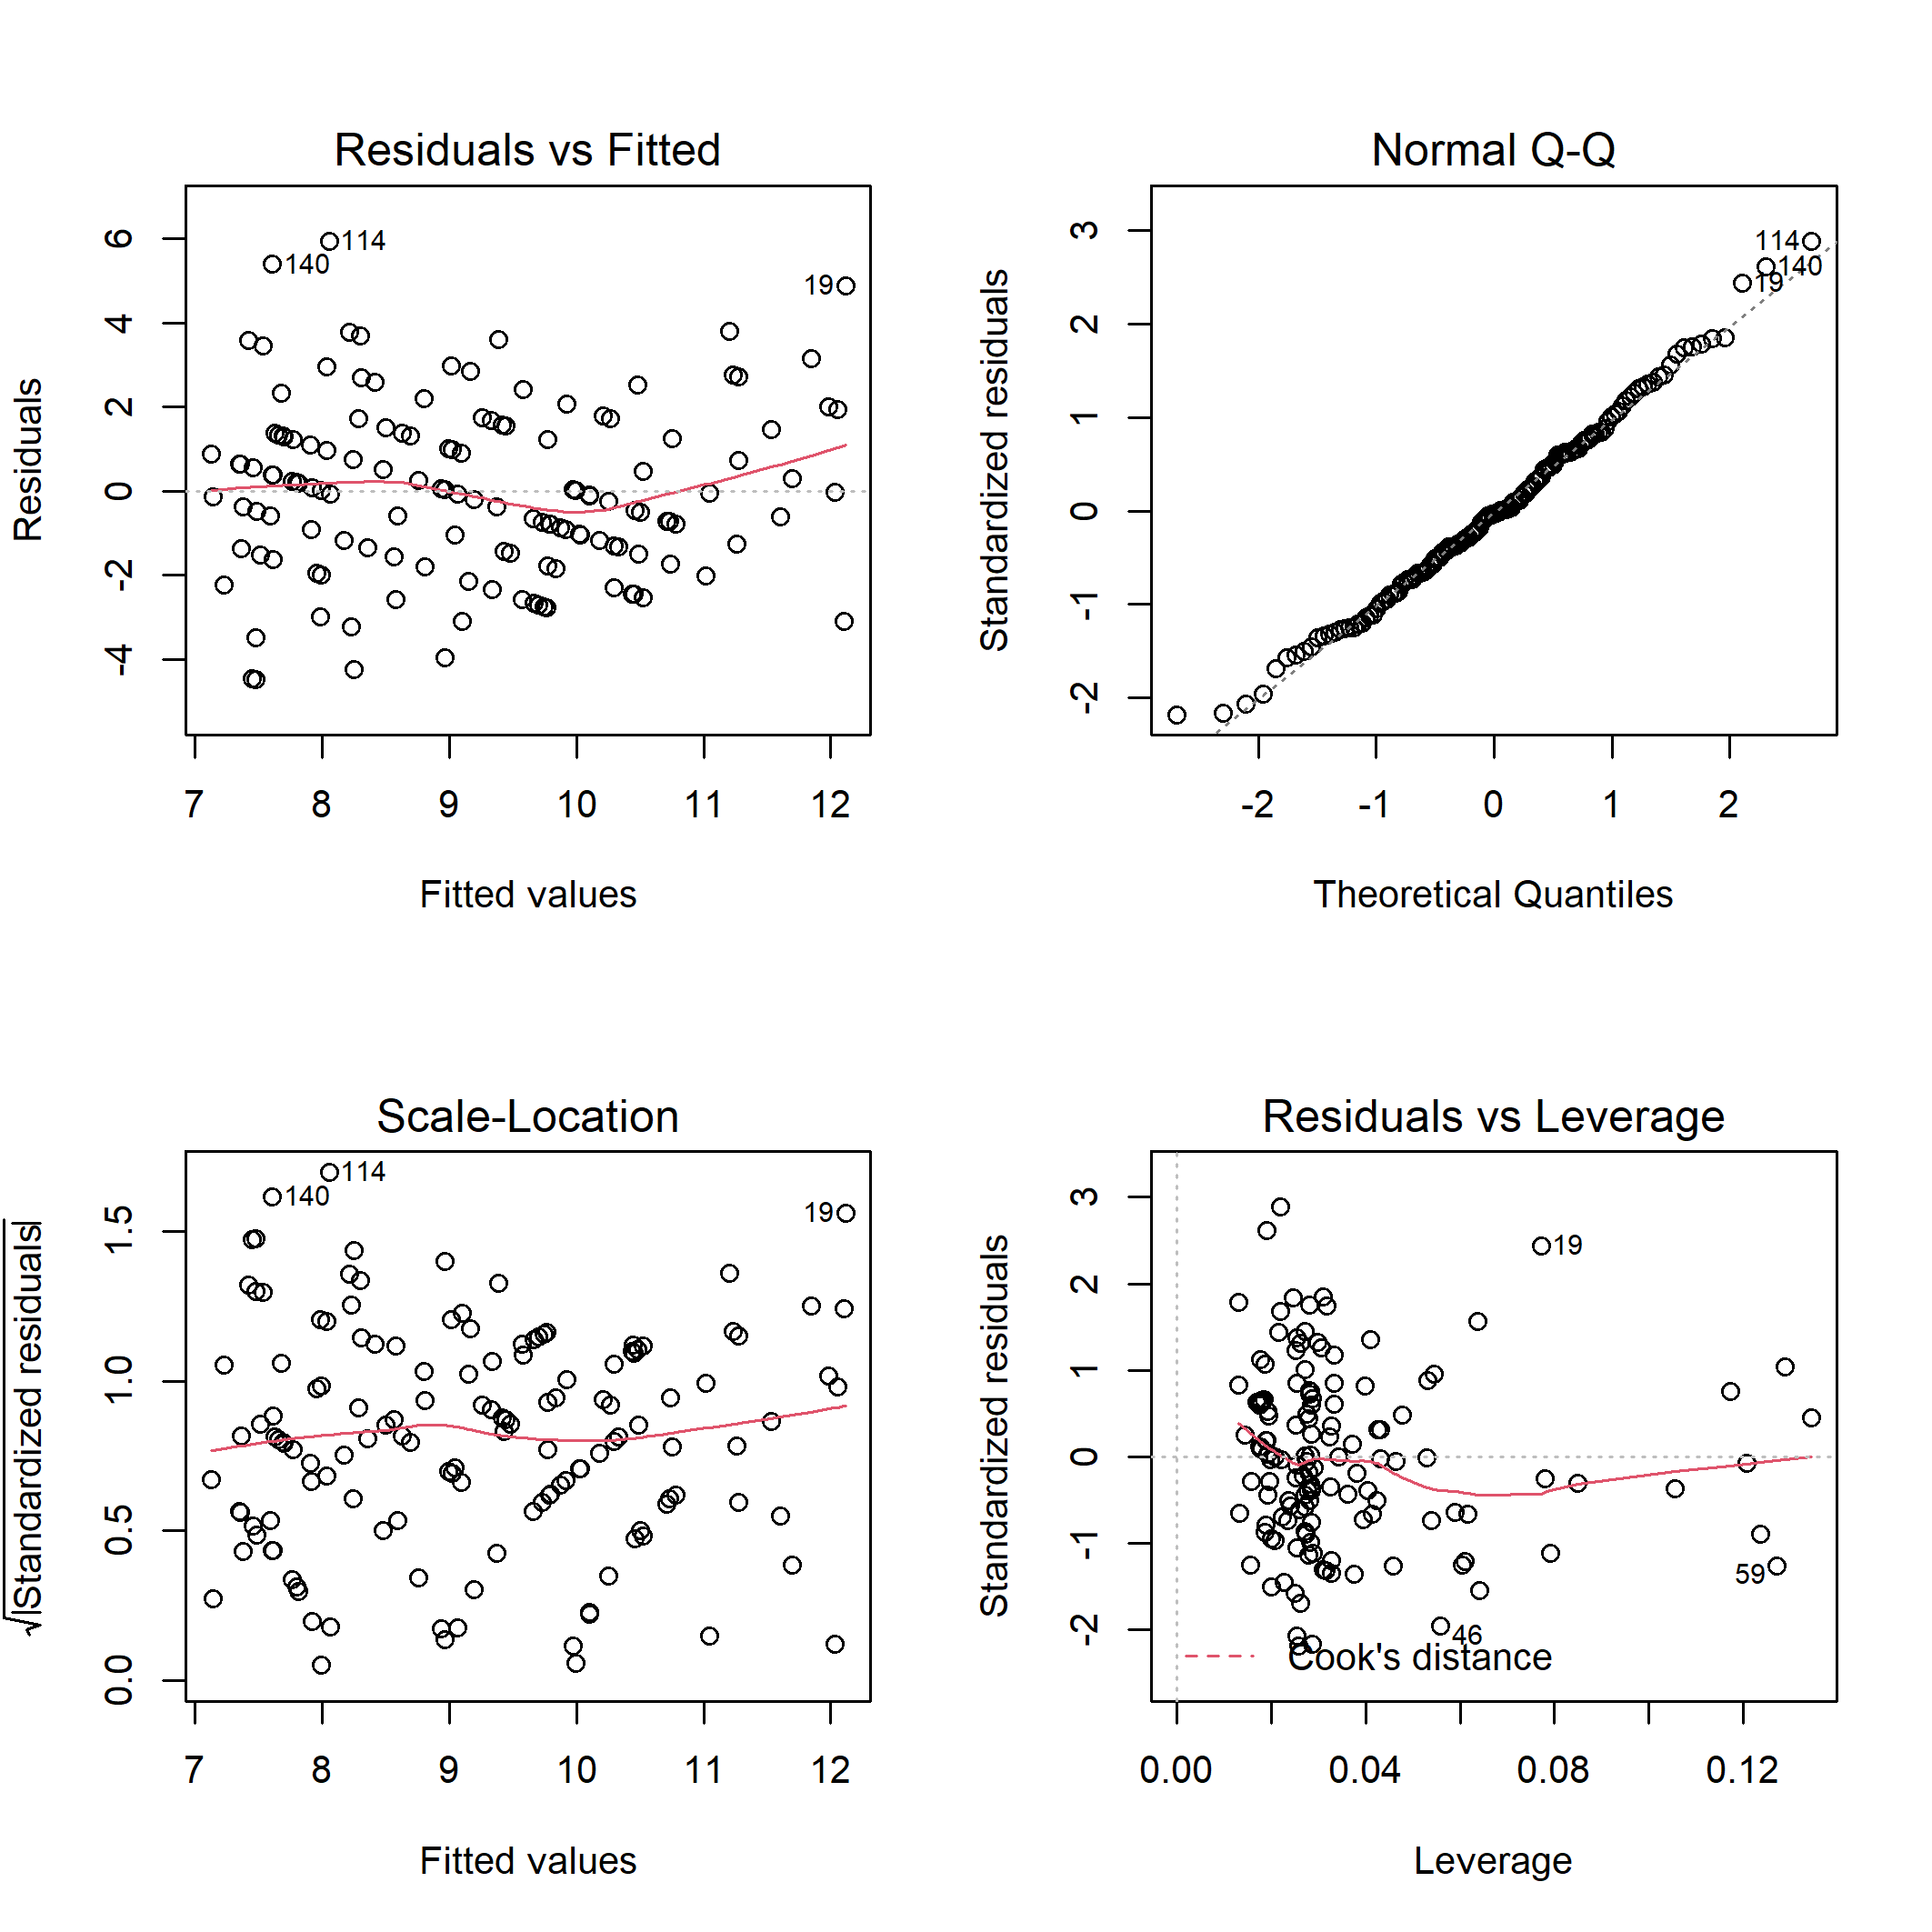 Residuals vs Fitted
Residuals
6
4
2
0
-2
-4
114
140
19
7 8 9 10 11 12
Fitted values
Normal Q-Q
Standardized residuals
3
2
1
0
-1
-2
114
140
19
-2 -1 0 1 2
Theoretical Quantiles
Scale-Location
√|Standardized residuals|
1.5
1.0
0.5
0.0
114
140
19
7 8 9 10 11 12
Fitted values
Residuals vs Leverage
Standardized residuals
3
2
1
0
-1
-2
19
59
46
Cook's distance
0.00 0.04 0.08 0.12
Leverage